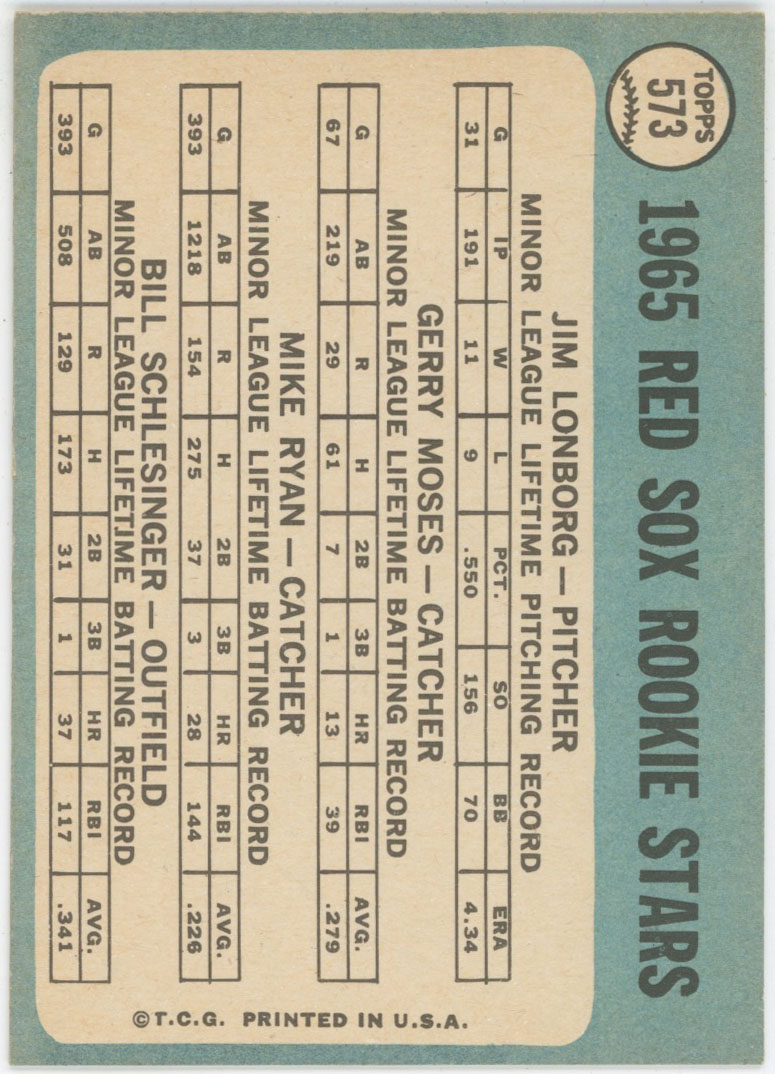 TOPPS
573
1965 RED SOX ROOKIE STARS
JIM LONBORG — PITCHER
MINOR LEAGUE LIFETIME PITCHING RECORD
G IP W L PCT. SO BB ERA
31 191 11 9 .550 156 70 4.34
GERRY MOSES — CATCHER
MINOR LEAGUE LIFETIME BATTING RECORD
G AB R H 2B 3B HR RBI AVG.
67 219 29 61 7 1 13 39 .279
MIKE RYAN — CATCHER
MINOR LEAGUE LIFETIME BATTING RECORD
G AB R H 2B 3B HR RBI AVG.
393 1218 154 275 37 3 28 144 .226
BILL SCHLESINGER — OUTFIELD
MINOR LEAGUE LIFETIME BATTING RECORD
G AB R H 2B 3B HR RBI AVG.
393 508 129 173 31 1 37 117 .341
©T.C.G. PRINTED IN U.S.A.